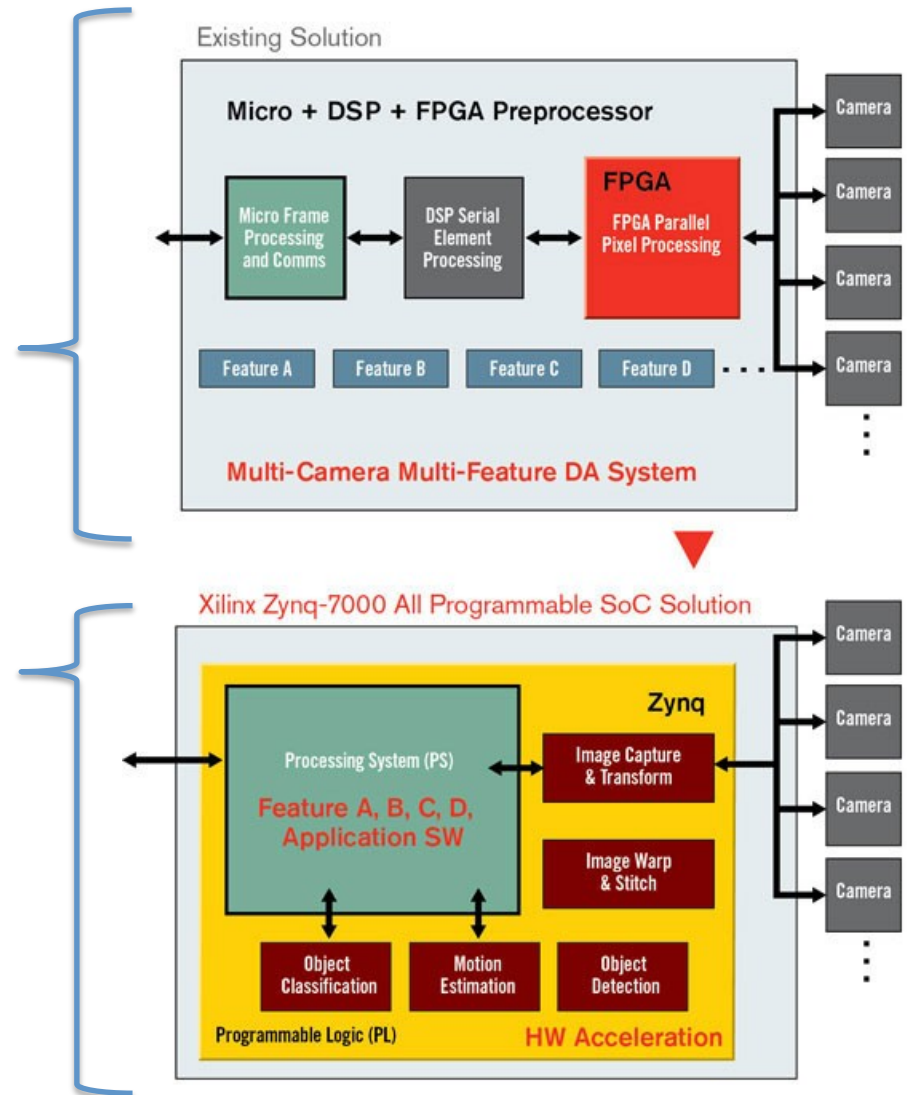 Existing Solution
Micro + DSP + FPGA Preprocessor
Micro Frame
Processing
and Comms
DSP Serial
Element
Processing
FPGA
FPGA Parallel
Pixel Processing
Camera
Camera
Camera
Camera
Feature A
Feature B
Feature C
Feature D
Multi-Camera Multi-Feature DA System
Xilinx Zynq-7000 All Programmable SoC Solution
Zynq
Processing System (PS)
Feature A, B, C, D,
Application SW
Image Capture
& Transform
Image Warp
& Stitch
Object
Classification
Motion
Estimation
Object
Detection
Programmable Logic (PL)
HW Acceleration
Camera
Camera
Camera
Camera